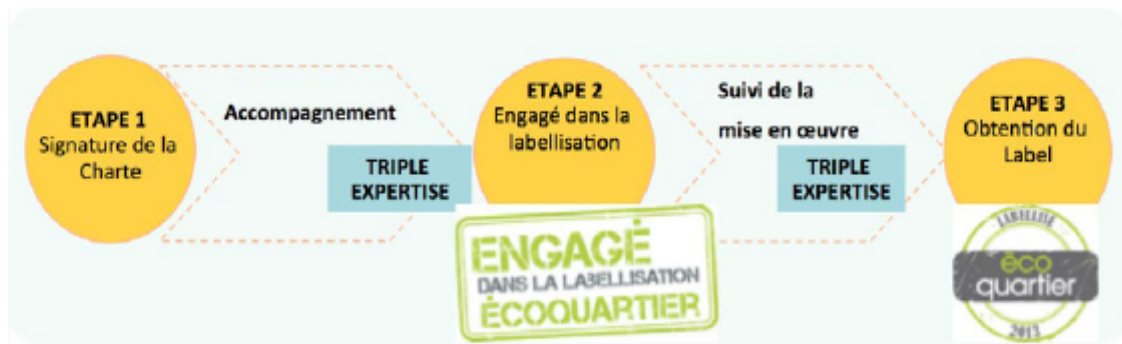 ETAPE 1
Signature de la
Charte
Accompagnement
TRIPLE
EXPERTISE
ETAPE 2
Engagé dans la
labellisation
ENGAGÉ
DANS LA LABELLISATION
ÉCOQUARTIER
Suivi de la
mise en œuvre
TRIPLE
EXPERTISE
ETAPE 3
Obtention du
Label
LABELLISÉ
éco
quartier
2013